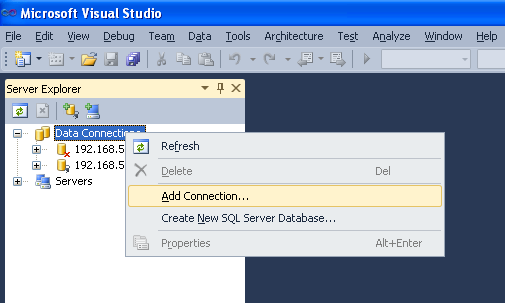 Microsoft Visual Studio
File Edit View Debug Team Data Tools Architecture Test Analyze Window Help
Server Explorer
Data Connections
192.168.5
192.168.5
Servers
Refresh
Delete Del
Add Connection...
Create New SQL Server Database...
Properties Alt+Enter